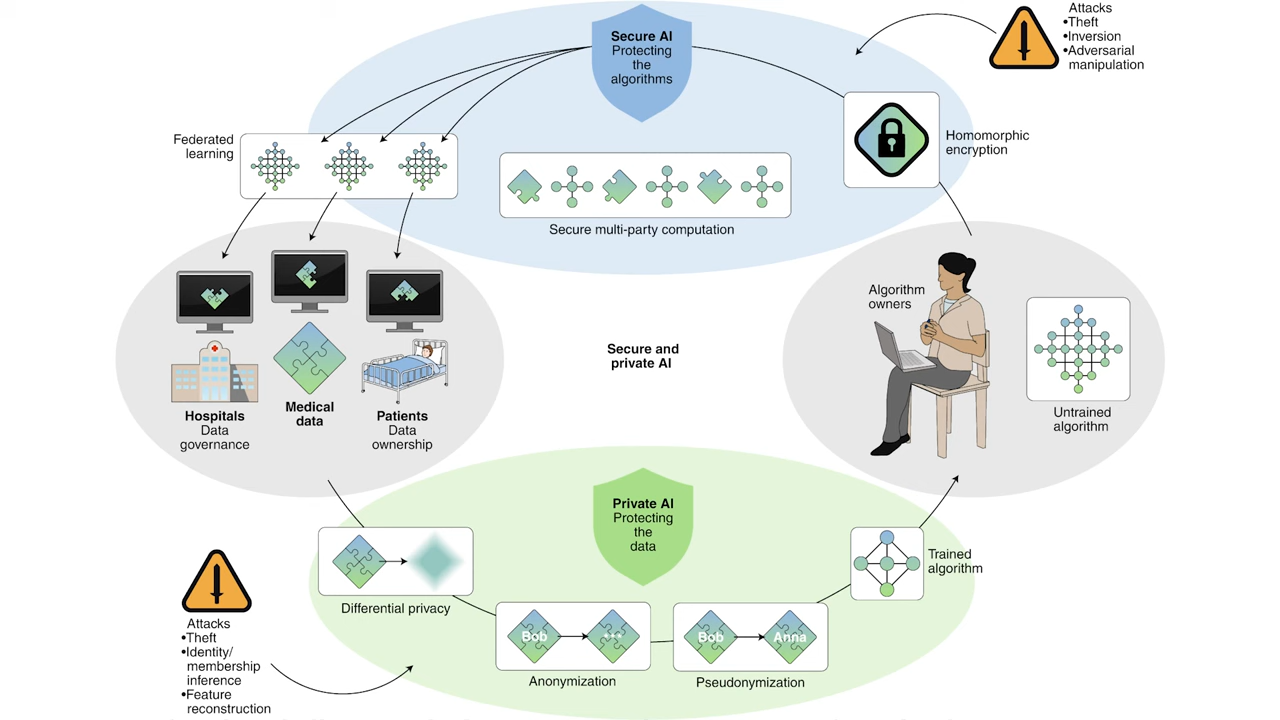 Secure AI
Protecting
the
algorithms
Attacks
•Theft
•Inversion
•Adversarial
manipulation
Federated
learning
Homomorphic
encryption
Secure multi-party computation
Algorithm
owners
Secure and
private AI
Hospitals
Data
governance
Medical
data
Patients
Data
ownership
Untrained
algorithm
Private AI
Protecting
the
data
Trained
algorithm
Differential privacy
Attacks
•Theft
•Identity/
membership
inference
•Feature
reconstruction
Bob
***
Anonymization
Bob
Anna
Pseudonymization